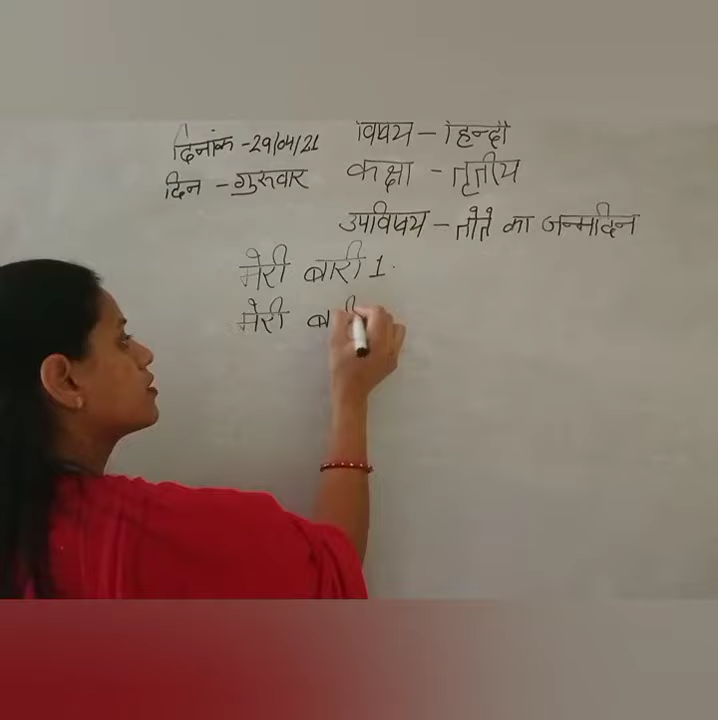 दिनांक - 29/04/21 विषय - हिन्दी
दिन - गुरुवार कक्षा - तृतीय
उपविषय - तोते का जन्मदिन
मेरी बारी 1.
मेरी